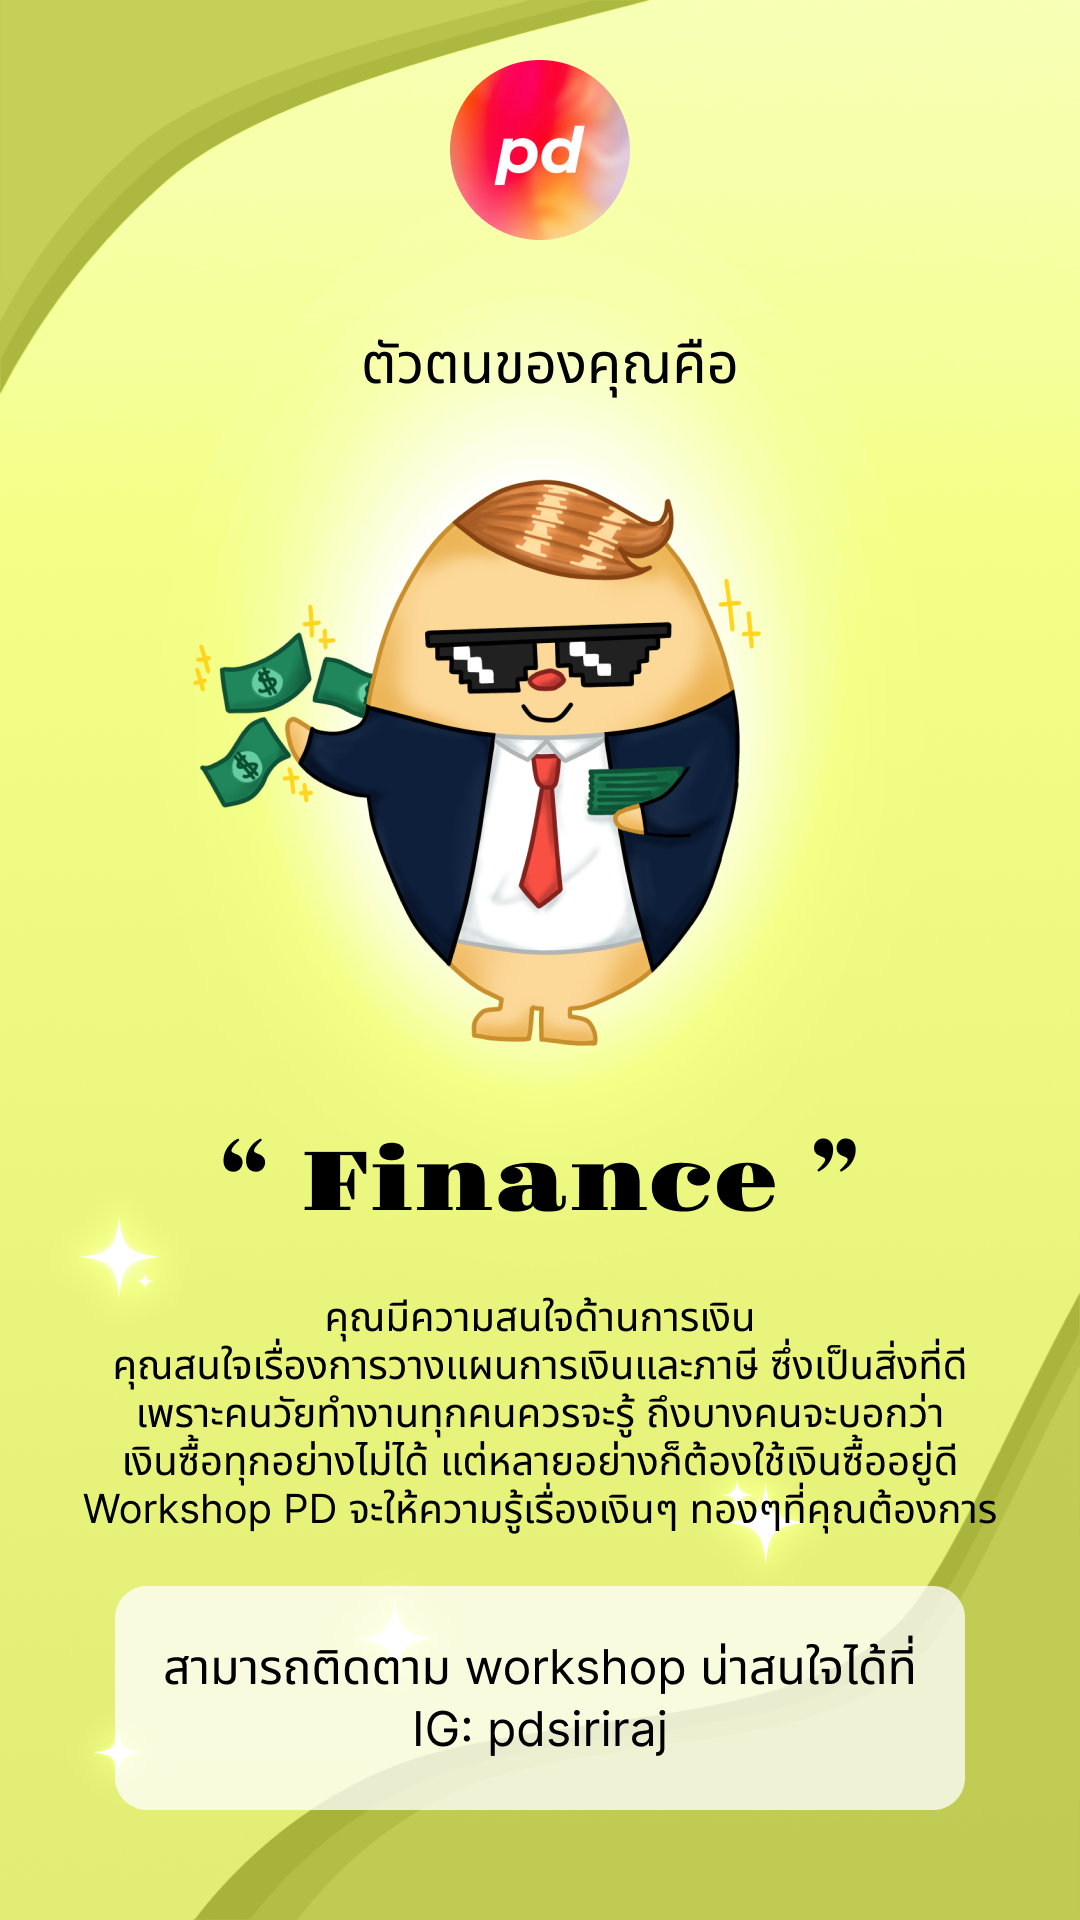 pd
ตัวตนของคุณคือ
“ Finance ”
คุณมีความสนใจด้านการเงิน
คุณสนใจเรื่องการวางแผนการเงินและภาษี ซึ่งเป็นสิ่งที่ดี
เพราะคนวัยทำงานทุกคนควรจะรู้ ถึงบางคนจะบอกว่า
เงินซื้อทุกอย่างไม่ได้ แต่หลายอย่างก็ต้องใช้เงินซื้ออยู่ดี
Workshop PD จะให้ความรู้เรื่องเงินๆ ทองๆที่คุณต้องการ
สามารถติดตาม workshop น่าสนใจได้ที่
IG: pdsiriraj